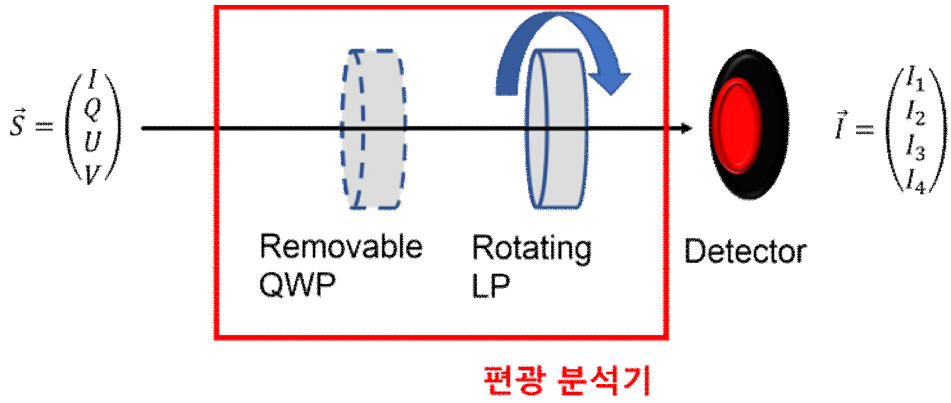 S⃗ = (I Q U V)
Removable QWP
Rotating LP
Detector
I⃗ = (I₁ I₂ I₃ I₄)
편광 분석기